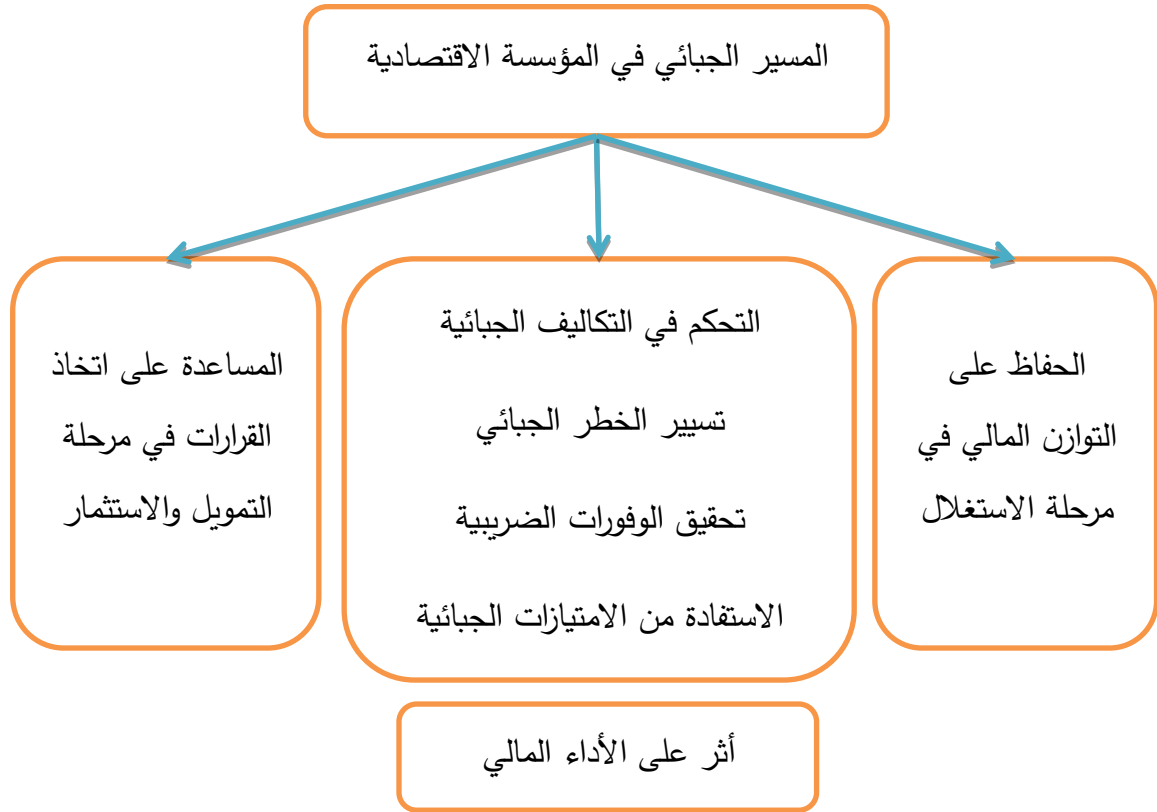 المسير الجبائي في المؤسسة الاقتصادية
الحفاظ على
التوازن المالي في
مرحلة الاستغلال
التحكم في التكاليف الجبائية
تسيير الخطر الجبائي
تحقيق الوفورات الضريبية
الاستفادة من الامتيازات الجبائية
المساعدة على اتخاذ
القرارات في مرحلة
التمويل والاستثمار
أثر على الأداء المالي